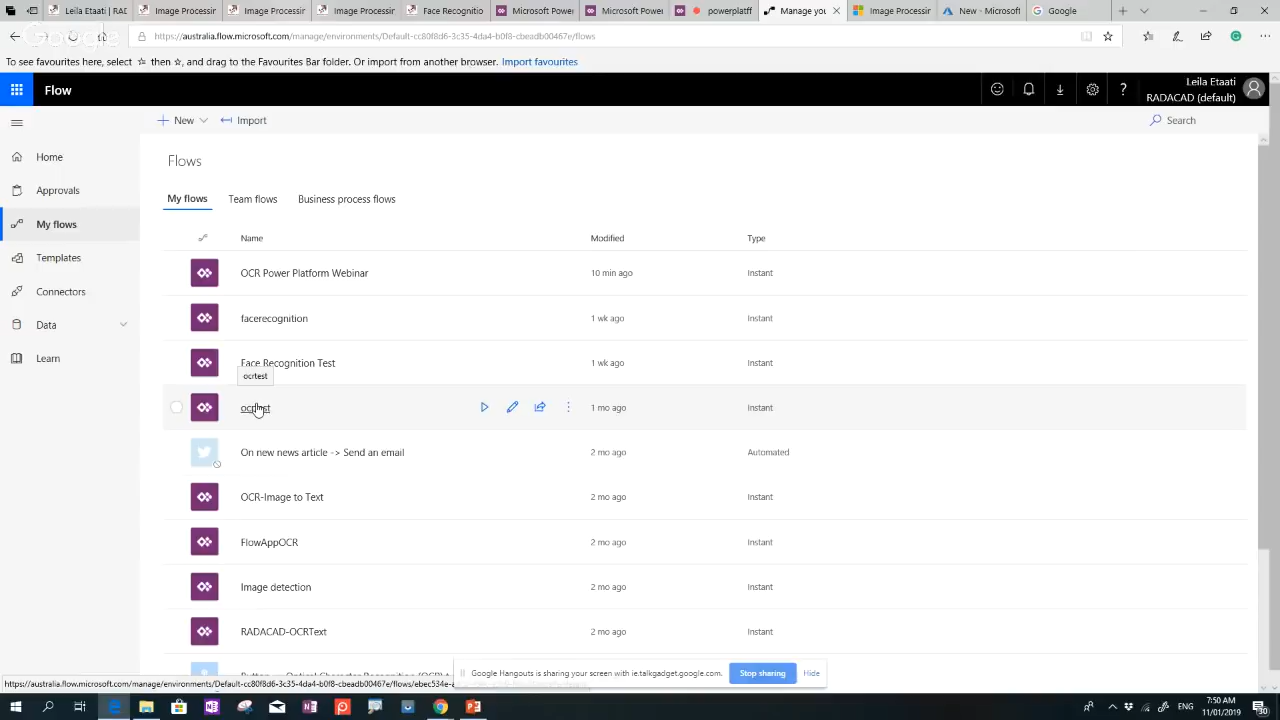 Leila Etaati | RAD
Image Processin
Image Processin
Image Processin
Face Recognitio
Microsoft Power
Microsoft Power
powerplatf
Manage you
Image Processir
New - Microsoft
Google
https://australia.flow.microsoft.com/manage/environments/Default-cc80f8d6-3c35-4da4-b0f8-cbeadb00467e/flows
To see favourites here, select ☆ then ☆, and drag to the Favourites Bar folder. Or import from another browser. Import favourites
Flow
Leila Etaati
RADACAD (default)
New
Import
Search
Home
Approvals
My flows
Templates
Connectors
Data
Learn
Flows
My flows Team flows Business process flows
Name Modified Type
OCR Power Platform Webinar 10 min ago Instant
facerecognition 1 wk ago Instant
Face Recognition Test 1 wk ago Instant
ocrtest
ocrtest 1 mo ago Instant
On new news article -> Send an email 2 mo ago Automated
OCR-Image to Text 2 mo ago Instant
FlowAppOCR 2 mo ago Instant
Image detection 2 mo ago Instant
RADACAD-OCRText 2 mo ago Instant
Google Hangouts is sharing your screen with ie.talkgadget.google.com. Stop sharing Hide
https://australia.flow.microsoft.com/manage/environments/Default-cc80f8d6-3c35-4da4-b0f8-cbeadb00467e/flows/ebec534e-
ENG
7:50 AM
11/01/2019
30